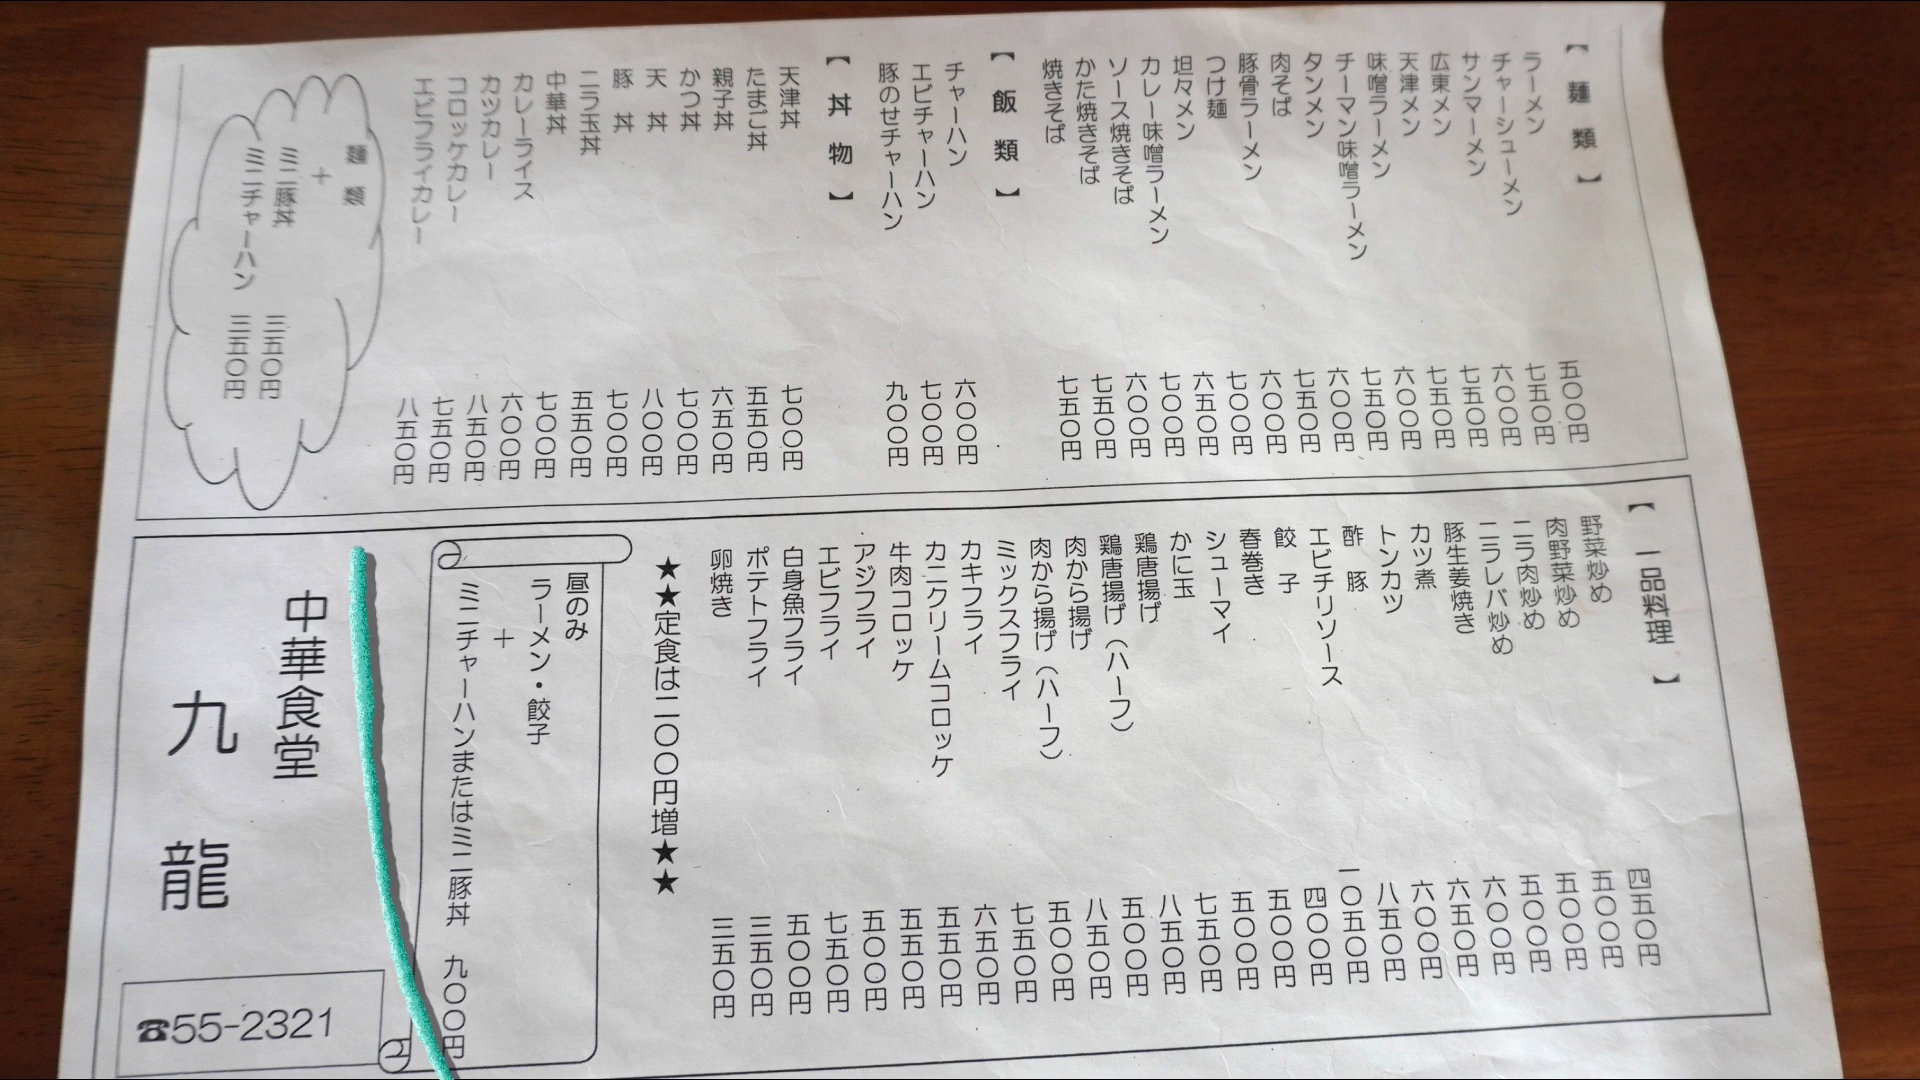 【麺類】
ラーメン 五〇〇円
チャーシューメン 七五〇円
サンマーメン 六〇〇円
広東メン 七五〇円
天津メン 七五〇円
味噌ラーメン 六〇〇円
チーマン味噌ラーメン 七五〇円
タンメン 六〇〇円
肉そば 七五〇円
豚骨ラーメン 六〇〇円
つけ麺 七〇〇円
坦々メン 六五〇円
カレー味噌ラーメン 七〇〇円
ソース焼きそば 六〇〇円
かた焼きそば 七五〇円
焼きそば 七五〇円
【飯類】
チャーハン 六〇〇円
エビチャーハン 七〇〇円
豚のせチャーハン 九〇〇円
【丼物】
天津丼 七〇〇円
たまご丼 五五〇円
親子丼 六五〇円
かつ丼 七〇〇円
天丼 八〇〇円
豚丼 七〇〇円
ニラ玉丼 五五〇円
中華丼 七〇〇円
カレーライス 六〇〇円
カツカレー 八五〇円
コロッケカレー 七五〇円
エビフライカレー 八五〇円
麺類
+
ミニ豚丼 三五〇円
ミニチャーハン 三五〇円
【一品料理】
野菜炒め 四五〇円
肉野菜炒め 五〇〇円
ニラ肉炒め 五〇〇円
ニラレバ炒め 五〇〇円
豚生姜焼き 六〇〇円
カツ煮 六五〇円
トンカツ 六〇〇円
酢豚 八五〇円
エビチリソース 一〇五〇円
餃子 四〇〇円
春巻き 五〇〇円
シューマイ 五〇〇円
かに玉 七五〇円
鶏唐揚げ 八五〇円
鶏唐揚げ（ハーフ） 五〇〇円
肉から揚げ 八五〇円
肉から揚げ（ハーフ） 五〇〇円
ミックスフライ 七五〇円
カキフライ 六五〇円
カニクリームコロッケ 五五〇円
牛肉コロッケ 五五〇円
アジフライ 五〇〇円
エビフライ 七五〇円
白身魚フライ 五〇〇円
ポテトフライ 三五〇円
卵焼き 三五〇円
★★定食は二〇〇円増★★
昼のみ
ラーメン・餃子
+
ミニチャーハンまたはミニ豚丼 九〇〇円
中華食堂
九龍
☎55-2321